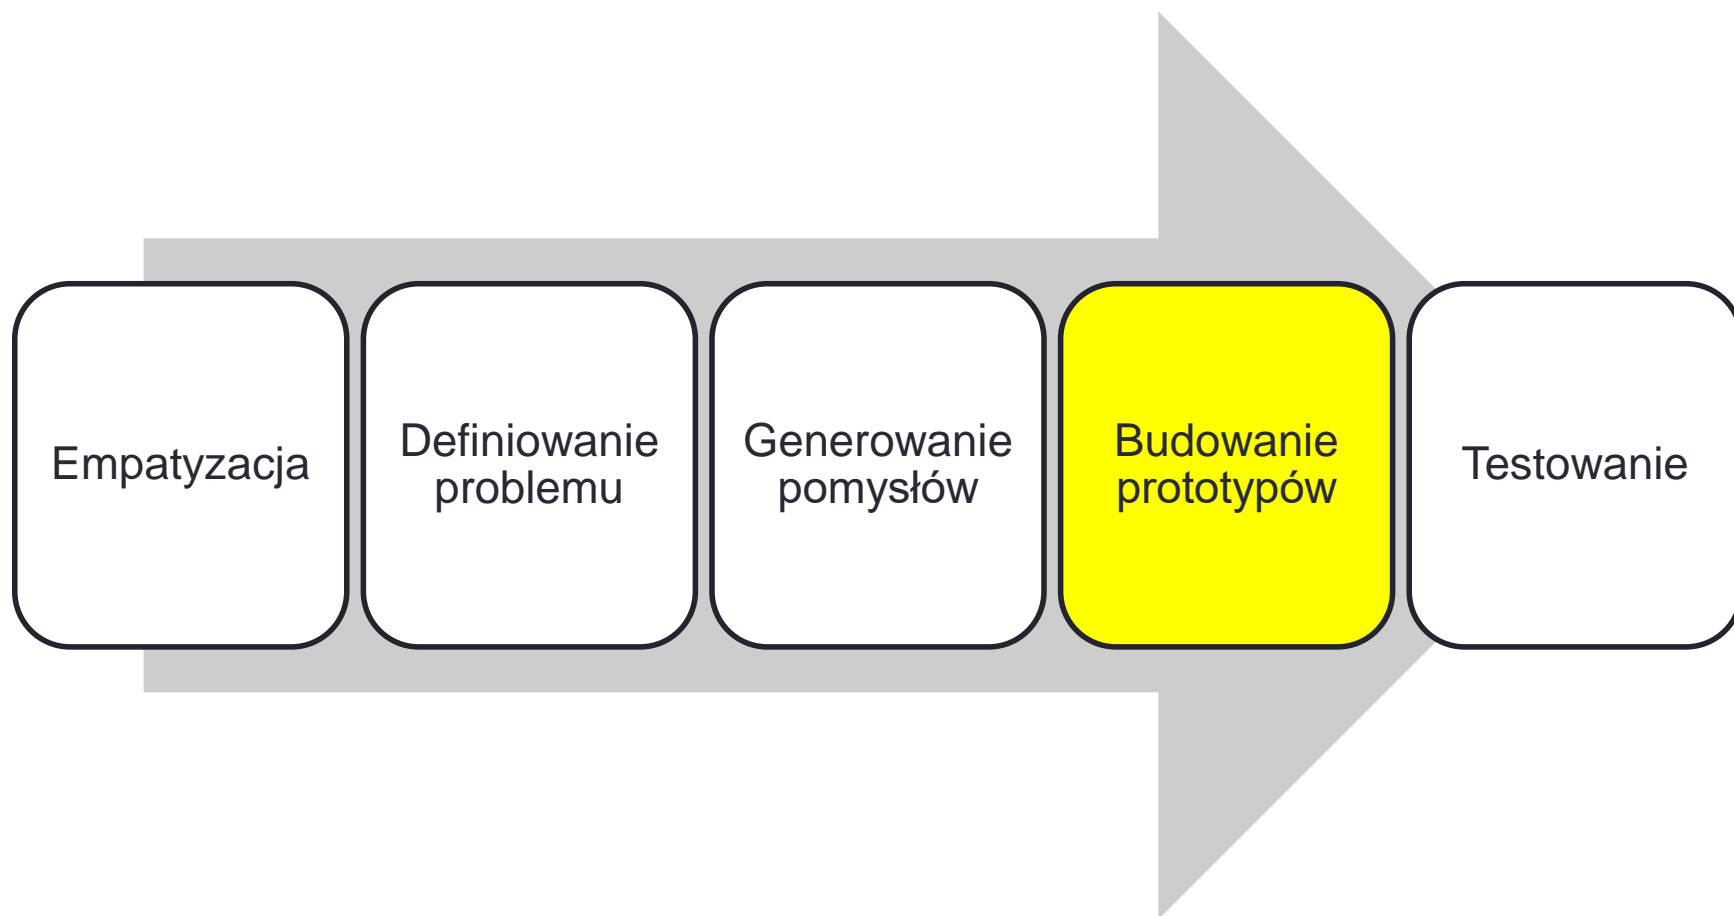 Empatyzacja
Definiowanie
problemu
Generowanie
pomysłów
Budowanie
prototypów
Testowanie